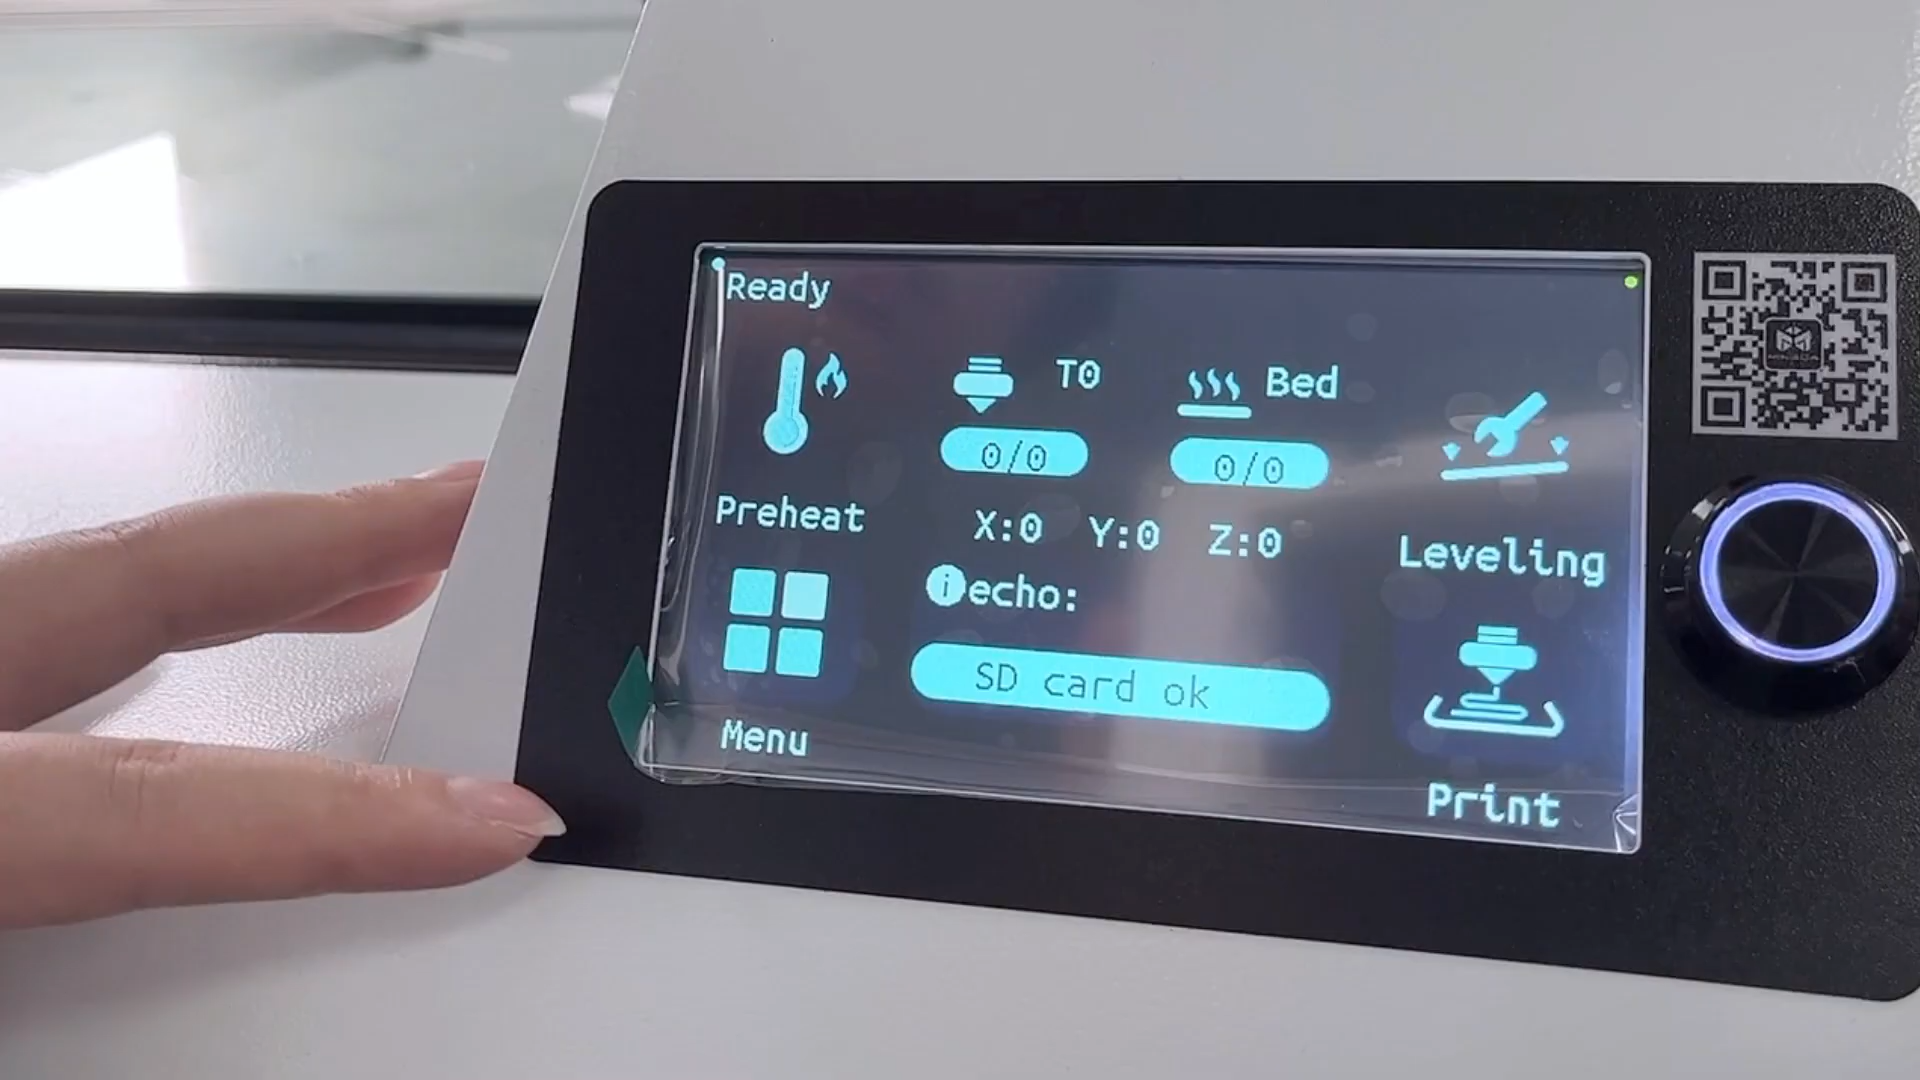 Ready
T0
Bed
0/0
0/0
Preheat
X:0 Y:0 Z:0
Leveling
echo:
SD card ok
Menu
Print